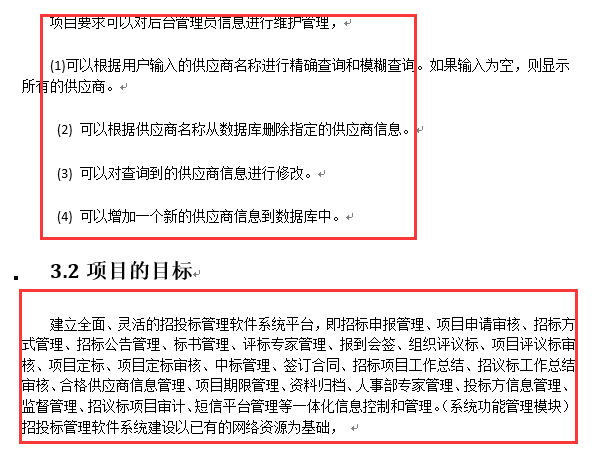 项目要求可以对后台管理员信息进行维护管理，
(1)可以根据用户输入的供应商名称进行精确查询和模糊查询。如果输入为空，则显示
所有的供应商。
(2) 可以根据供应商名称从数据库删除指定的供应商信息。
(3) 可以对查询到的供应商信息进行修改。
(4) 可以增加一个新的供应商信息到数据库中。
3.2 项目的目标
建立全面、灵活的招投标管理软件系统平台，即招标申报管理、项目申请审核、招标方
式管理、招标公告管理、标书管理、评标专家管理、报到会签、组织评议标、项目评议标审
核、项目定标、项目定标审核、中标管理、签订合同、招标项目工作总结、招议标工作总结
审核、合格供应商信息管理、项目期限管理、资料归档、人事部专家管理、投标方信息管理、
监督管理、招议标项目审计、短信平台管理等一体化信息控制和管理。（系统功能管理模块）
招投标管理软件系统建设以已有的网络资源为基础，